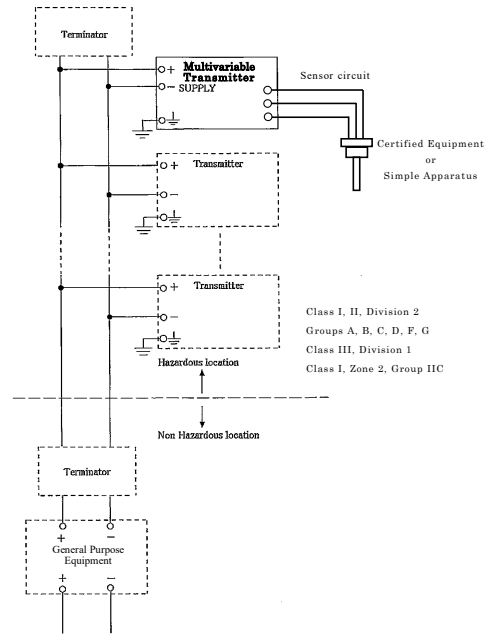 Terminator
Multivariable
Transmitter
+
− SUPPLY
Sensor circuit
Certified Equipment
or
Simple Apparatus
Transmitter
+
−
Transmitter
+
−
Class I, II, Division 2
Groups A, B, C, D, F, G
Class III, Division 1
Class I, Zone 2, Group IIC
Hazardous location
Non Hazardous location
Terminator
+ −
General Purpose
Equipment
+ −